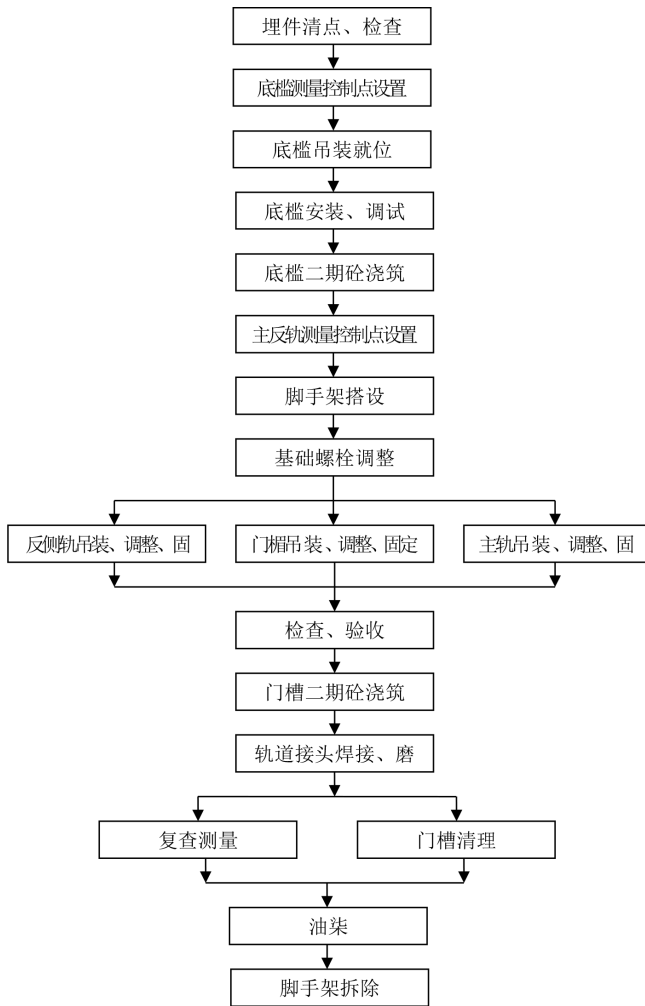 埋件清点、检查
底槛测量控制点设置
底槛吊装就位
底槛安装、调试
底槛二期砼浇筑
主反轨测量控制点设置
脚手架搭设
基础螺栓调整
反侧轨吊装、调整、固
门楣吊装、调整、固定
主轨吊装、调整、固
检查、验收
门槽二期砼浇筑
轨道接头焊接、磨
复查测量
门槽清理
油柒
脚手架拆除